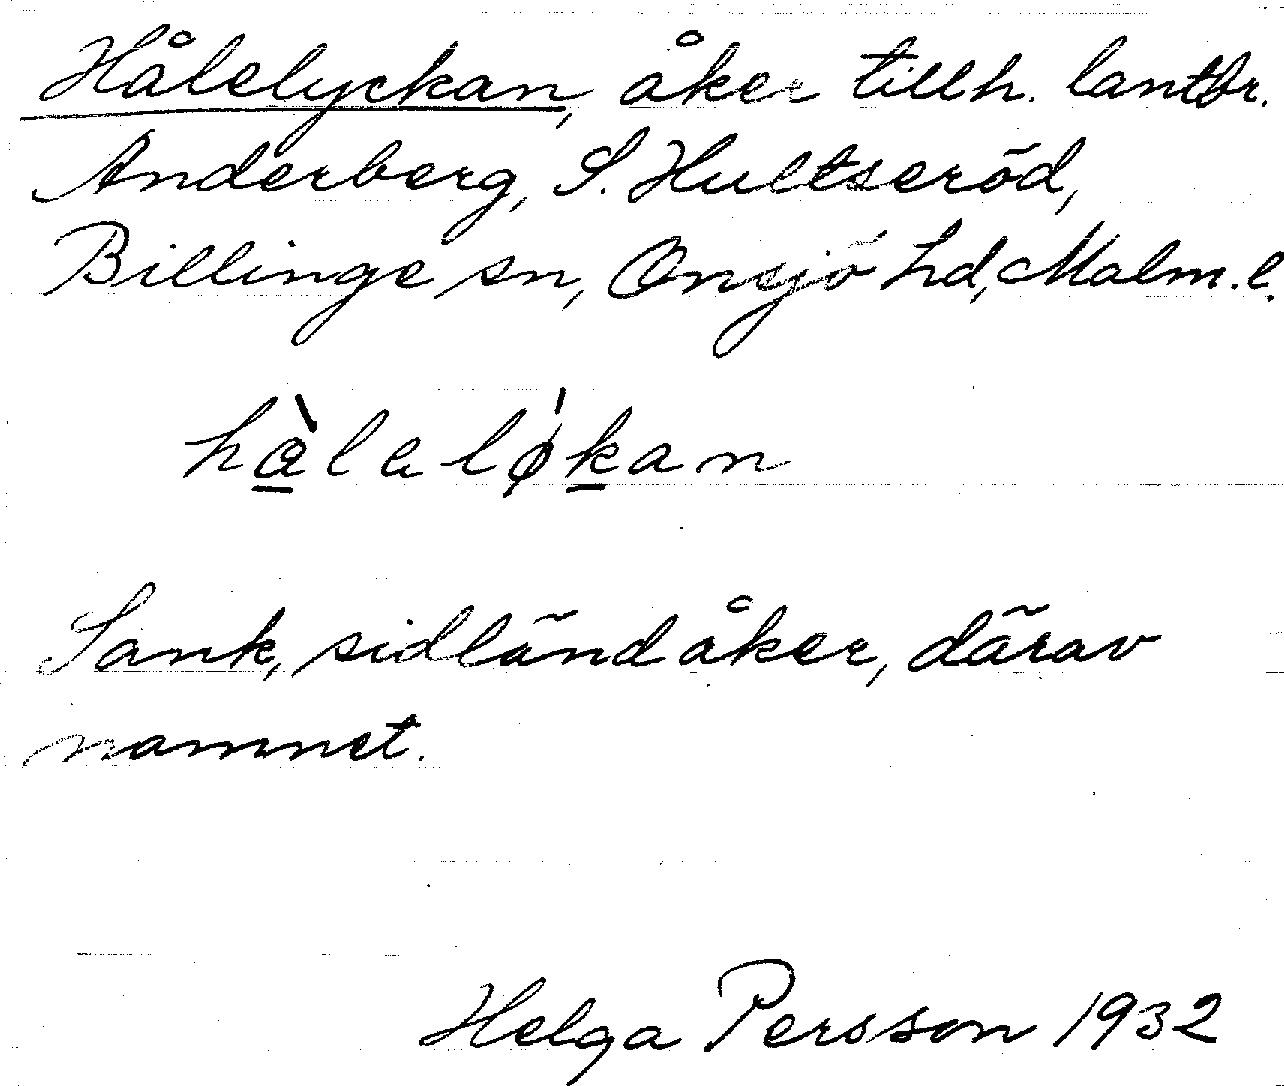 Hålelyckan, åker tillh. lantbr.
Anderberg, S. Hultseröd,
Billinge sn, Onsjö hd, Malm. l.
hàlalǿkan
Sank, sidländ åker, därav
namnet.
Helga Persson 1932